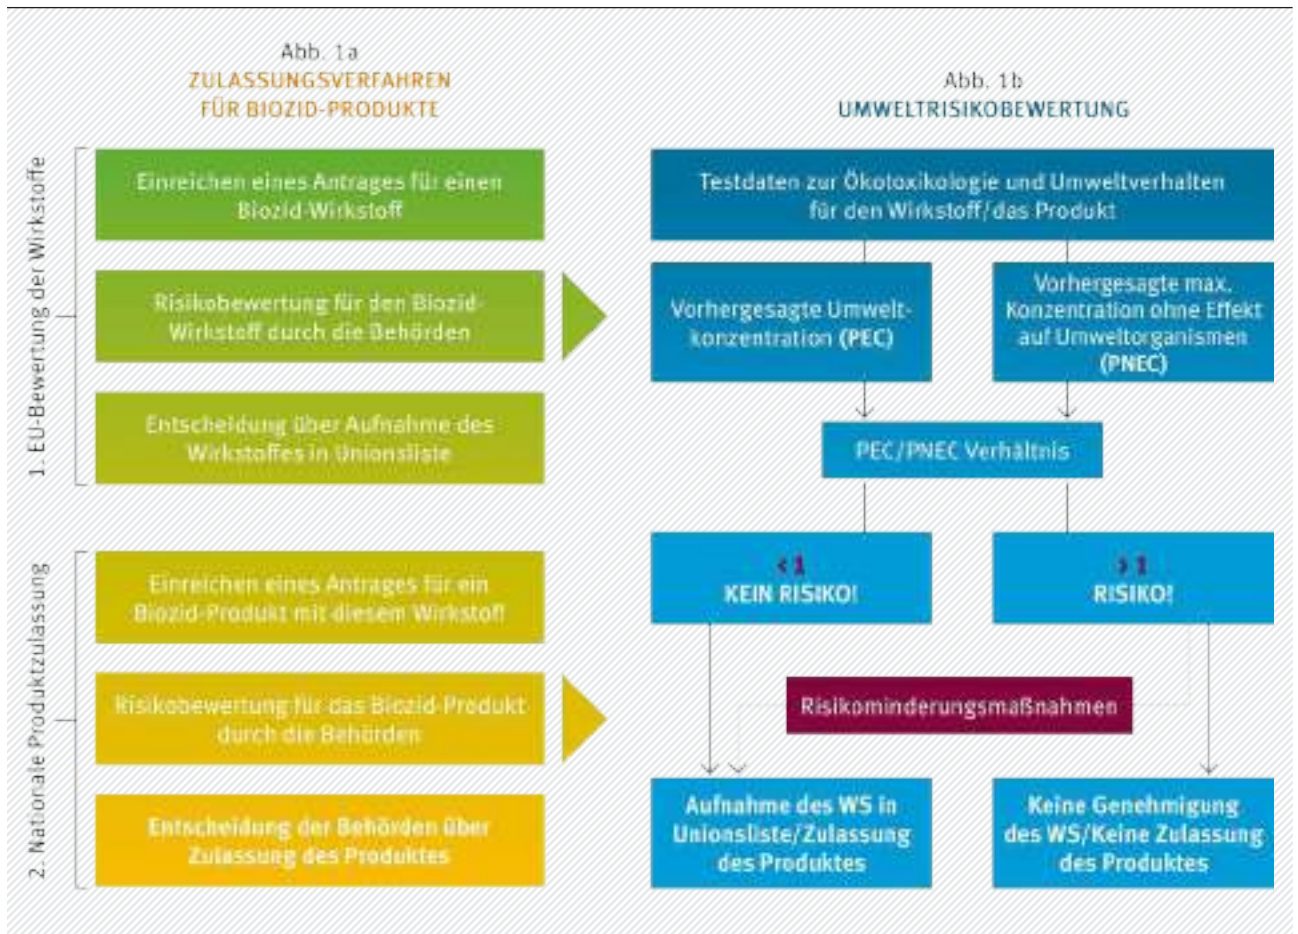 Abb. 1a
ZULASSUNGSVERFAHREN
FÜR BIOZID-PRODUKTE
1. EU-Bewertung der Wirkstoffe
Einreichen eines Antrages für einen
Biozid-Wirkstoff
Risikobewertung für den Biozid-
Wirkstoff durch die Behörden
Entscheidung über Aufnahme des
Wirkstoffes in Unionsliste
2. Nationale Produktzulassung
Einreichen eines Antrages für ein
Biozid-Produkt mit diesem Wirkstoff
Risikobewertung für das Biozid-Produkt
durch die Behörden
Entscheidung der Behörden über
Zulassung des Produktes
Abb. 1b
UMWELTRISIKOBEWERTUNG
Testdaten zur Ökotoxikologie und Umweltverhalten
für den Wirkstoff/das Produkt
Vorhergesagte Umwelt-
konzentration (PEC)
Vorhergesagte max.
Konzentration ohne Effekt
auf Umweltorganismen
(PNEC)
PEC/PNEC Verhältnis
< 1
KEIN RISIKO!
> 1
RISIKO!
Risikominderungsmaßnahmen
Aufnahme des WS in
Unionsliste/Zulassung
des Produktes
Keine Genehmigung
des WS/Keine Zulassung
des Produktes